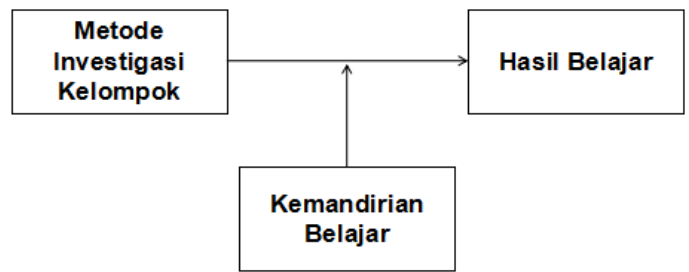 Metode
Investigasi
Kelompok
Hasil Belajar
Kemandirian
Belajar